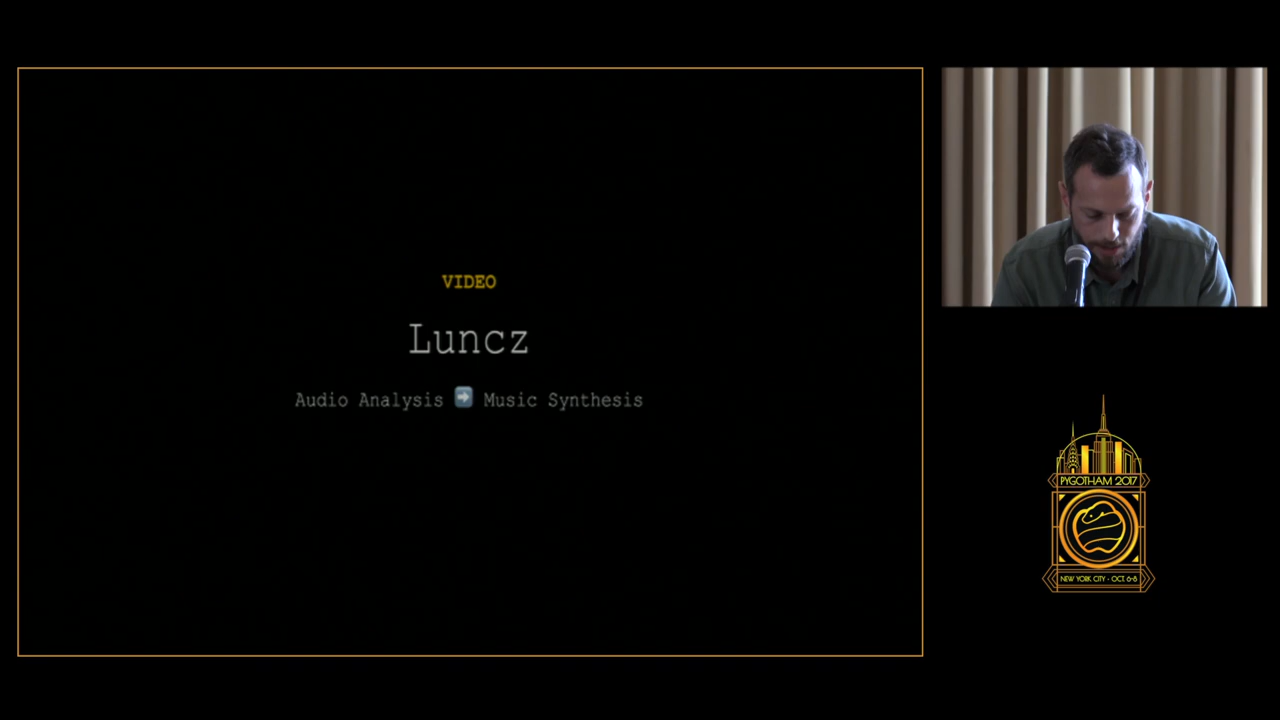 VIDEO
Luncz
Audio Analysis ➡ Music Synthesis
PYGOTHAM 2017
NEW YORK CITY - OCT. 6-8